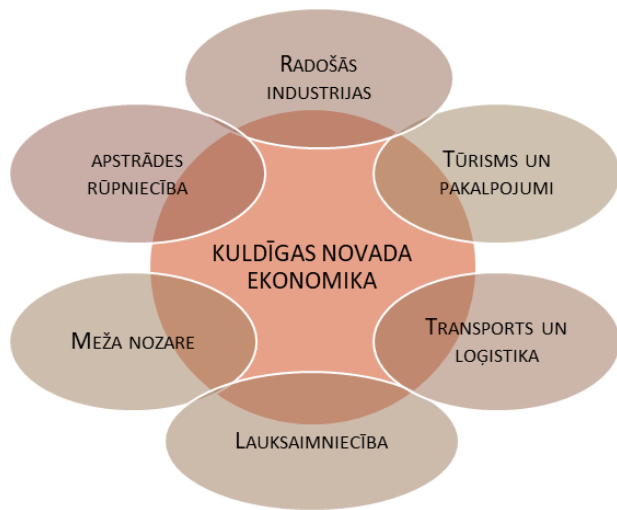 Radošās
industrijas
apstrādes
rūpniecība
Tūrisms un
pakalpojumi
KULDĪGAS NOVADA
EKONOMIKA
Meža nozare
Transports un
loģistika
Lauksaimniecība